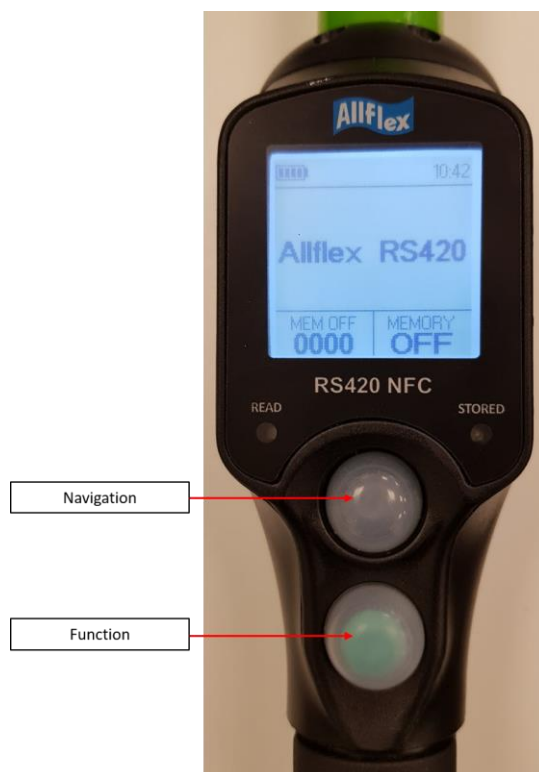 Allflex
10:42
Allflex RS420
MEM OFF MEMORY
0000 OFF
RS420 NFC
READ STORED
Navigation
Function